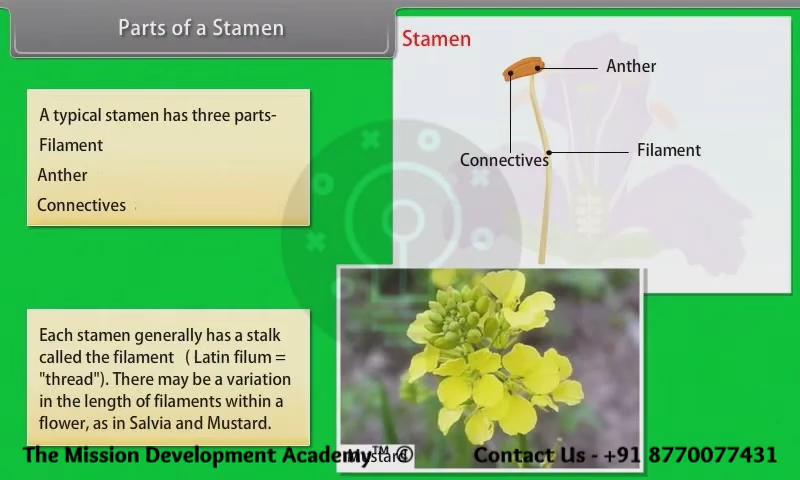 Parts of a Stamen
Stamen
Anther
Connectives
Filament
A typical stamen has three parts-
Filament
Anther
Connectives
Each stamen generally has a stalk
called the filament ( Latin filum =
"thread"). There may be a variation
in the length of filaments within a
flower, as in Salvia and Mustard.
Mustard
The Mission Development Academy™ © Contact Us - +91 8770077431